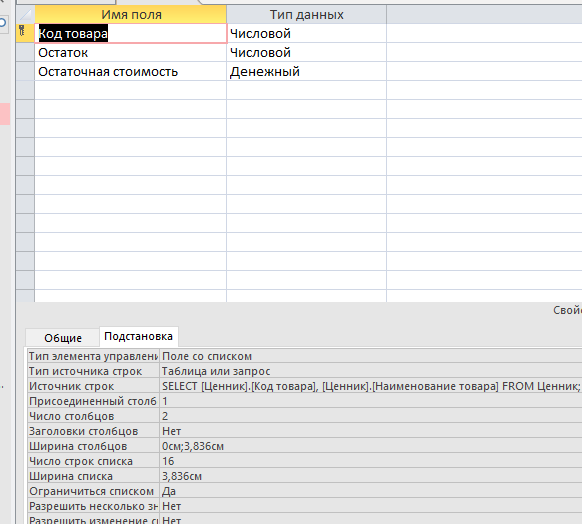 Имя поля Тип данных
Код товара Числовой
Остаток Числовой
Остаточная стоимость Денежный
Свой
Общие Подстановка
Тип элемента управлени Поле со списком
Тип источника строк Таблица или запрос
Источник строк SELECT [Ценник].[Код товара], [Ценник].[Наименование товара] FROM Ценник;
Присоединенный столб 1
Число столбцов 2
Заголовки столбцов Нет
Ширина столбцов 0см;3,836см
Число строк списка 16
Ширина списка 3,836см
Ограничиться списком Да
Разрешить несколько зн Нет
Разрешить изменение сп Нет